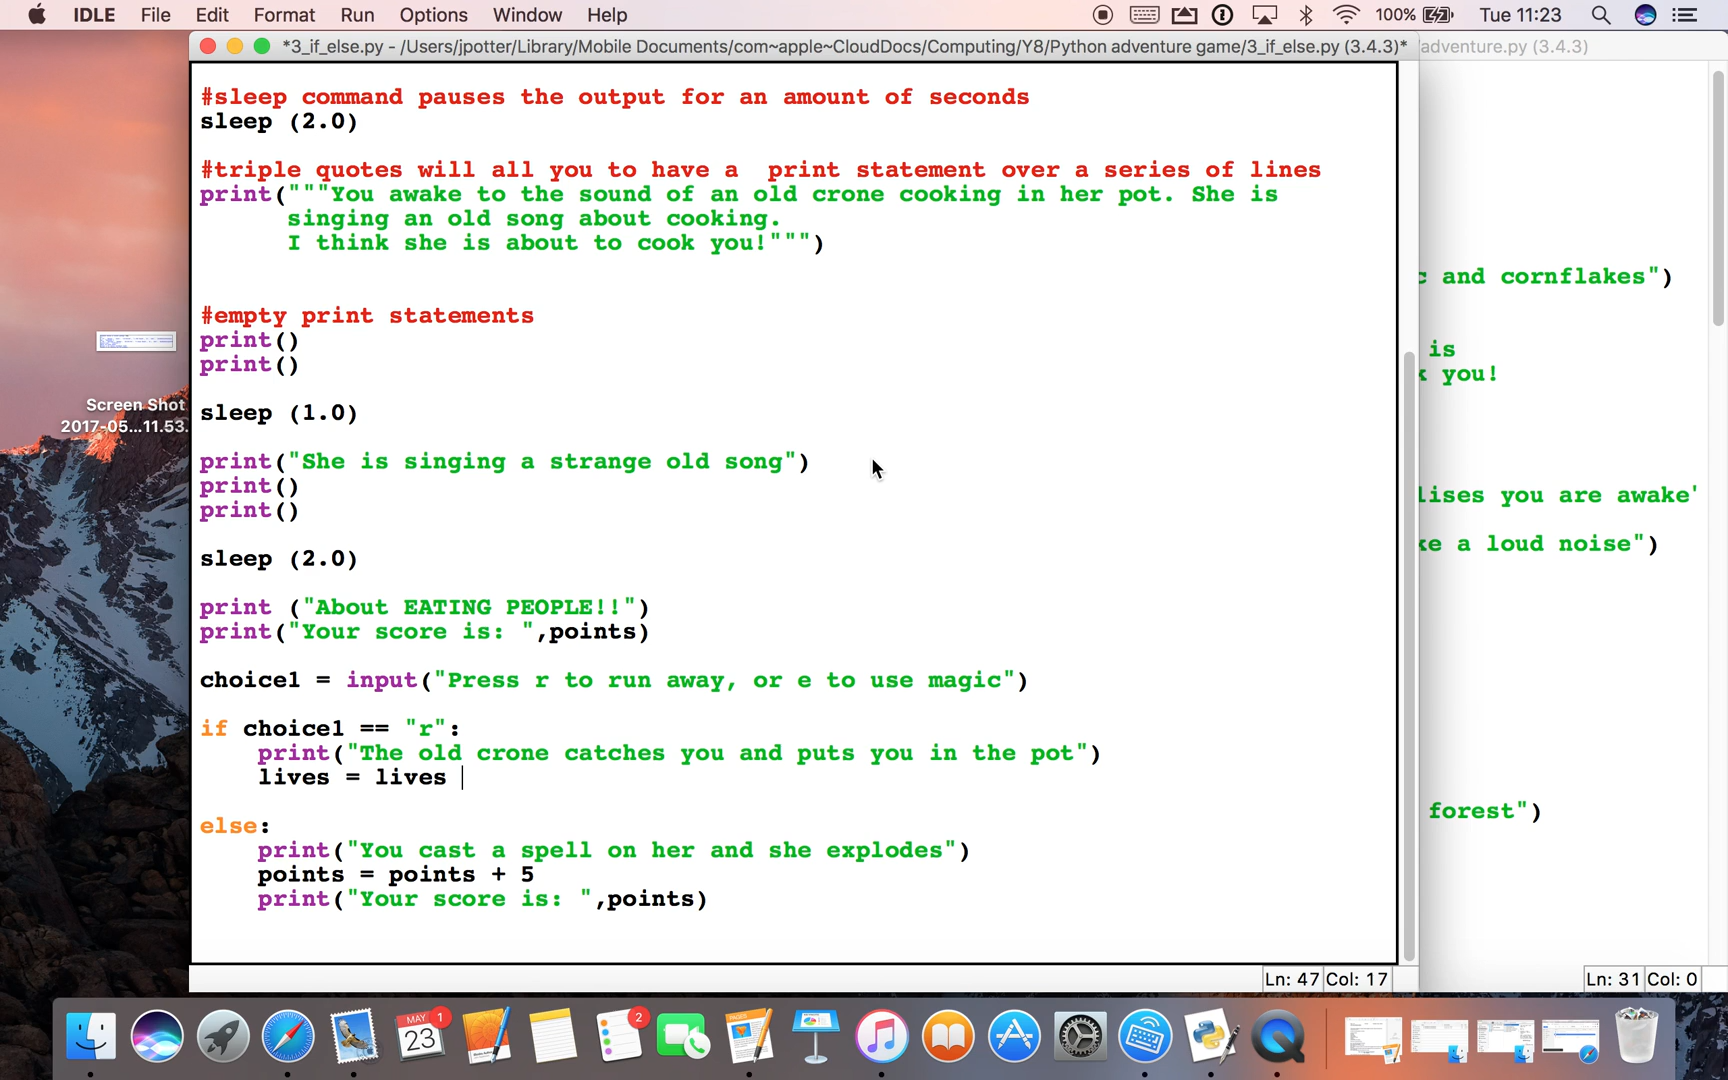 IDLE File Edit Format Run Options Window Help 100% Tue 11:23
*3_if_else.py - /Users/jpotter/Library/Mobile Documents/com~apple~CloudDocs/Computing/Y8/Python adventure game/3_if_else.py (3.4.3)*
adventure.py (3.4.3)
#sleep command pauses the output for an amount of seconds
sleep (2.0)
#triple quotes will all you to have a  print statement over a series of lines
print("""You awake to the sound of an old crone cooking in her pot. She is
singing an old song about cooking.
I think she is about to cook you!""")
#empty print statements
print()
print()
sleep (1.0)
print("She is singing a strange old song")
print()
print()
sleep (2.0)
print ("About EATING PEOPLE!!")
print("Your score is: ",points)
choice1 = input("Press r to run away, or e to use magic")
if choice1 == "r":
print("The old crone catches you and puts you in the pot")
lives = lives
else:
print("You cast a spell on her and she explodes")
points = points + 5
print("Your score is: ",points)
Ln: 47 Col: 17
c and cornflakes")
is
k you!
lises you are awake'
ke a loud noise")
forest")
Ln: 31 Col: 0
Screen Shot
2017-05...11.53.
MAY
23
1
2
PAGES